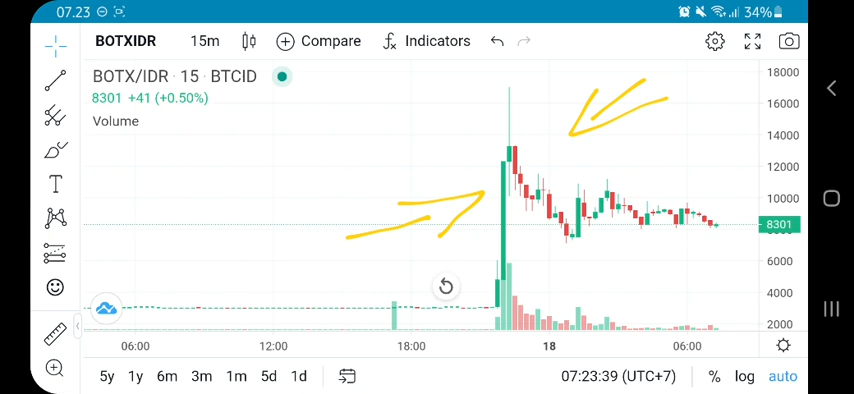 07.23 34%
BOTXIDR 15m Compare Indicators
BOTX/IDR · 15 · BTCID
8301 +41 (+0.50%)
Volume
18000
16000
14000
12000
10000
8301
6000
4000
2000
06:00 12:00 18:00 18 06:00
5y 1y 6m 3m 1m 5d 1d 07:23:39 (UTC+7) % log auto